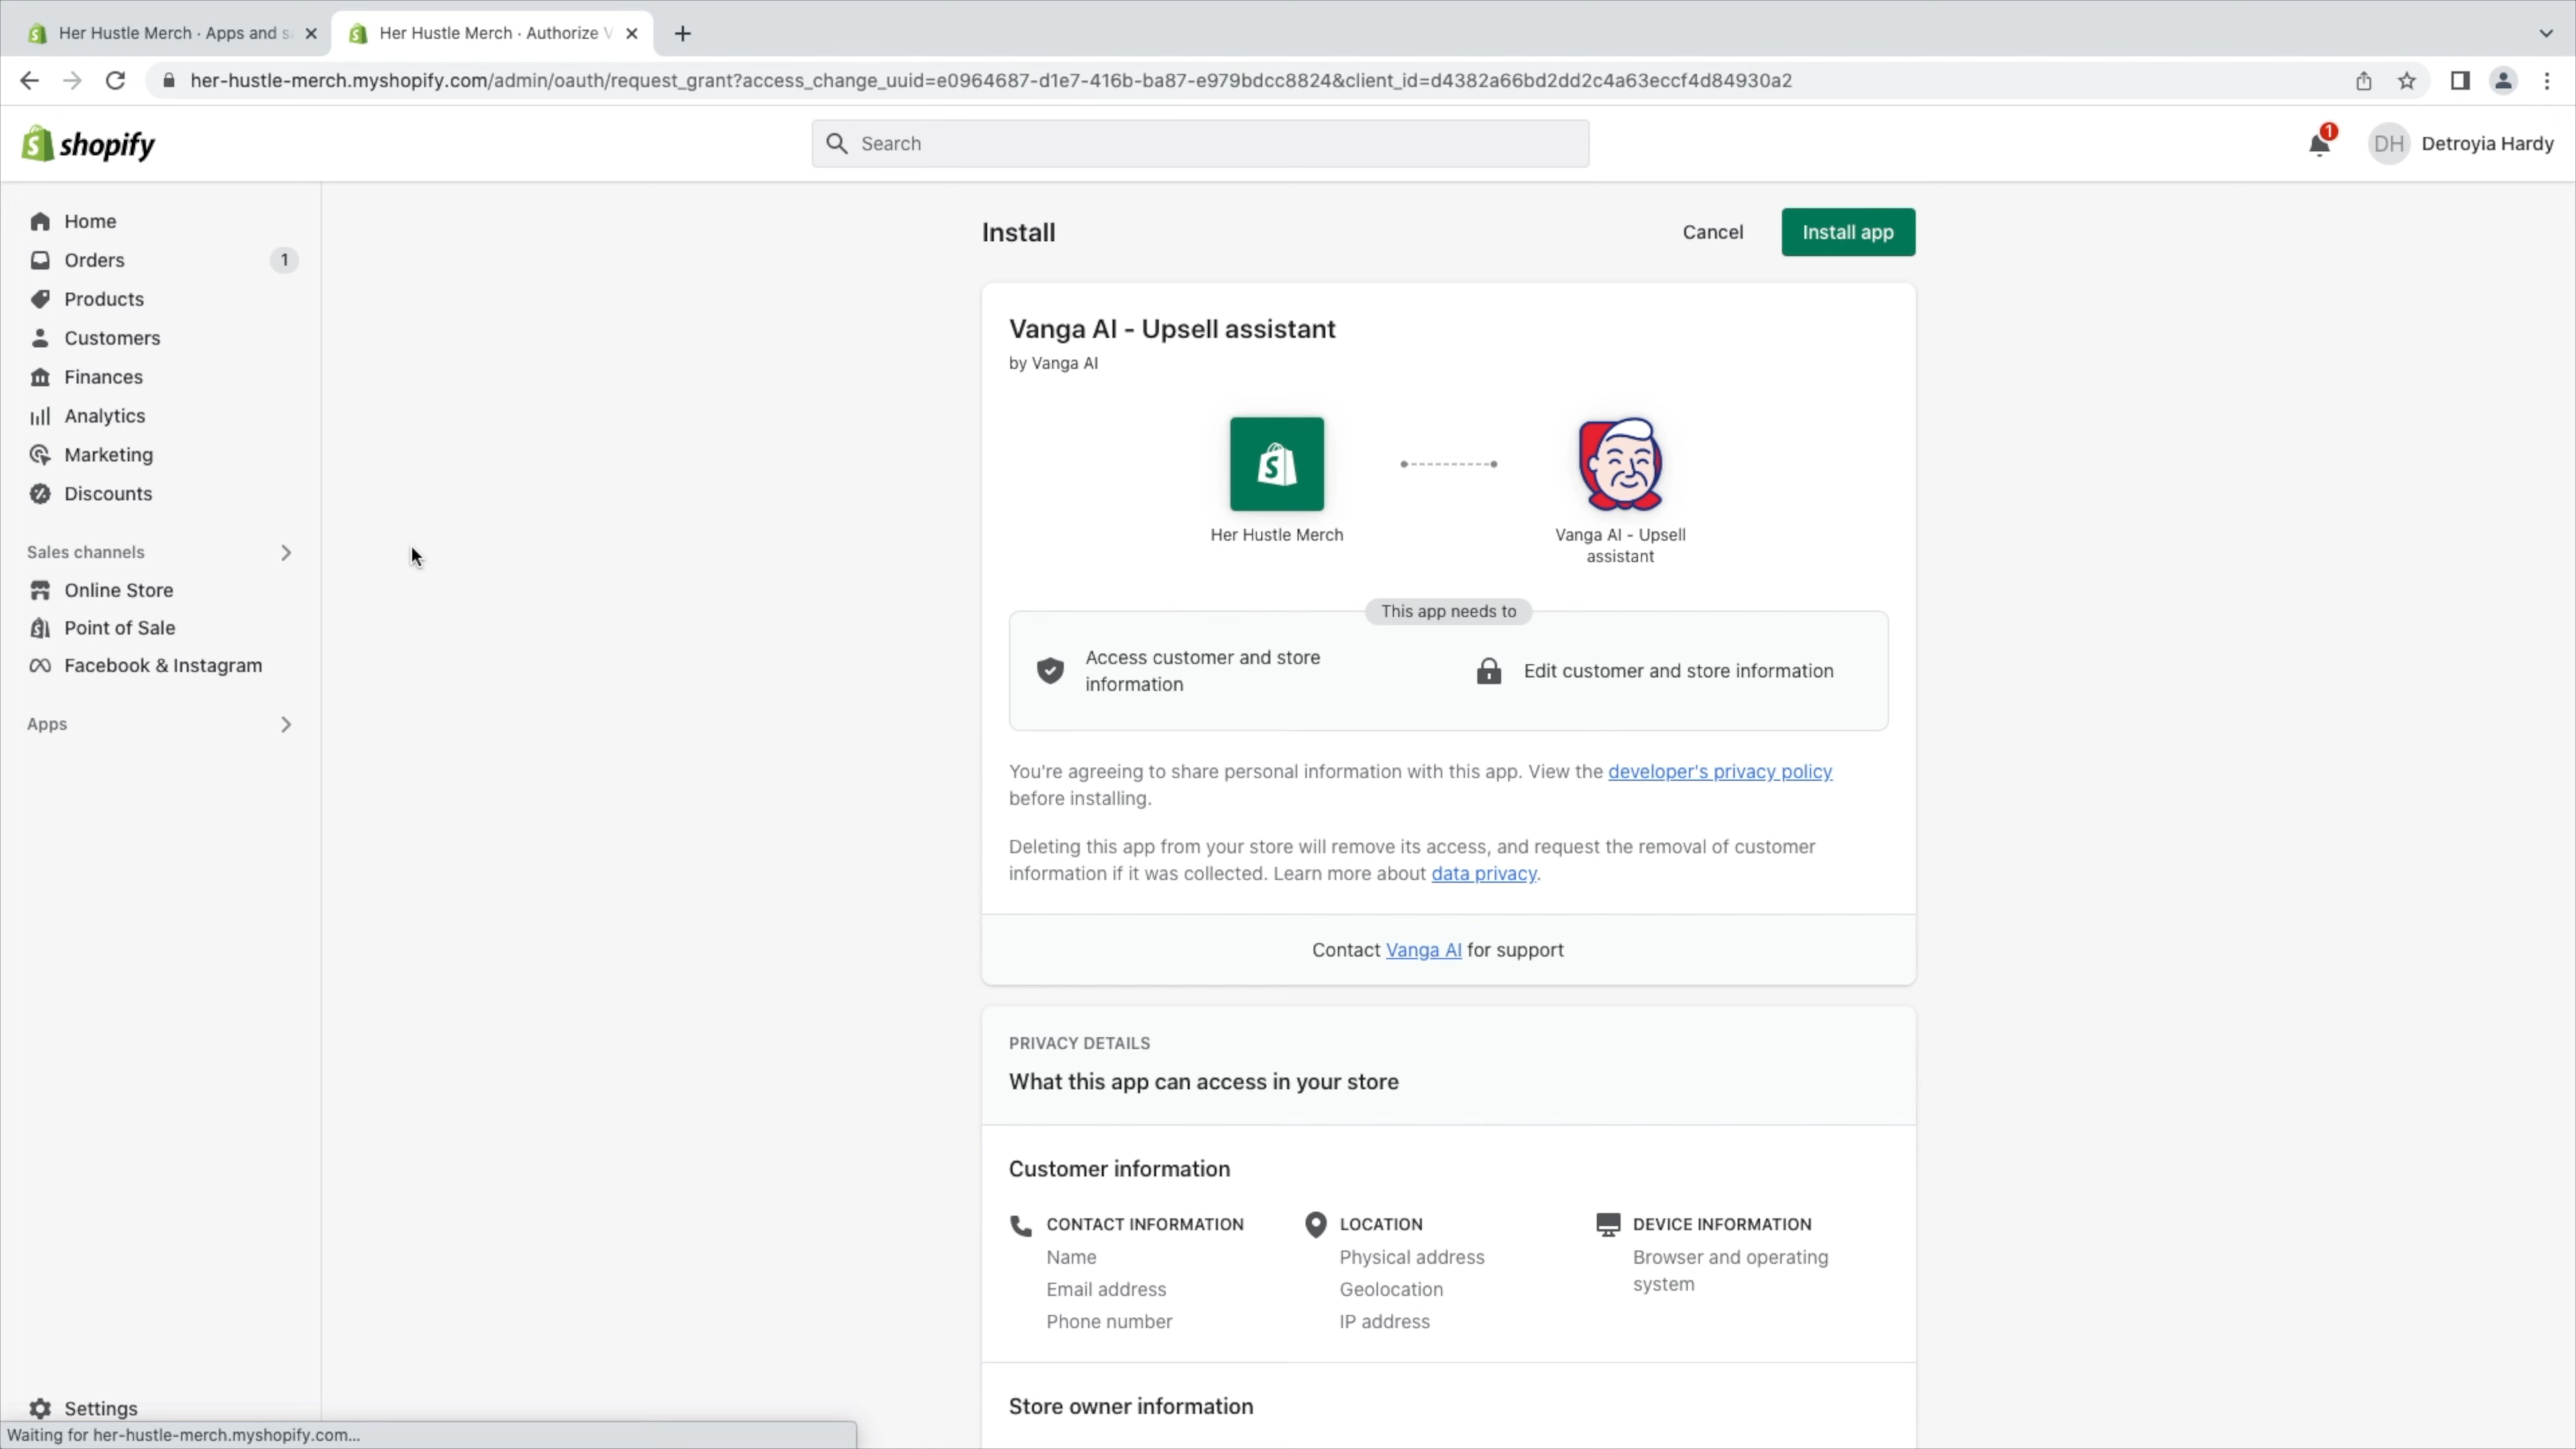 Her Hustle Merch · Apps and s
Her Hustle Merch · Authorize V
her-hustle-merch.myshopify.com/admin/oauth/request_grant?access_change_uuid=e0964687-d1e7-416b-ba87-e979bdcc8824&client_id=d4382a66bd2dd2c4a63eccf4d84930a2
shopify
Search
1
DH
Detroyia Hardy
Home
Orders
1
Products
Customers
Finances
Analytics
Marketing
Discounts
Sales channels
Online Store
Point of Sale
Facebook & Instagram
Apps
Settings
Waiting for her-hustle-merch.myshopify.com...
Install
Cancel
Install app
Vanga AI - Upsell assistant
by Vanga AI
Her Hustle Merch
Vanga AI - Upsell
assistant
This app needs to
Access customer and store
information
Edit customer and store information
You're agreeing to share personal information with this app. View the developer's privacy policy
before installing.
Deleting this app from your store will remove its access, and request the removal of customer
information if it was collected. Learn more about data privacy.
Contact Vanga AI for support
PRIVACY DETAILS
What this app can access in your store
Customer information
CONTACT INFORMATION
Name
Email address
Phone number
LOCATION
Physical address
Geolocation
IP address
DEVICE INFORMATION
Browser and operating
system
Store owner information